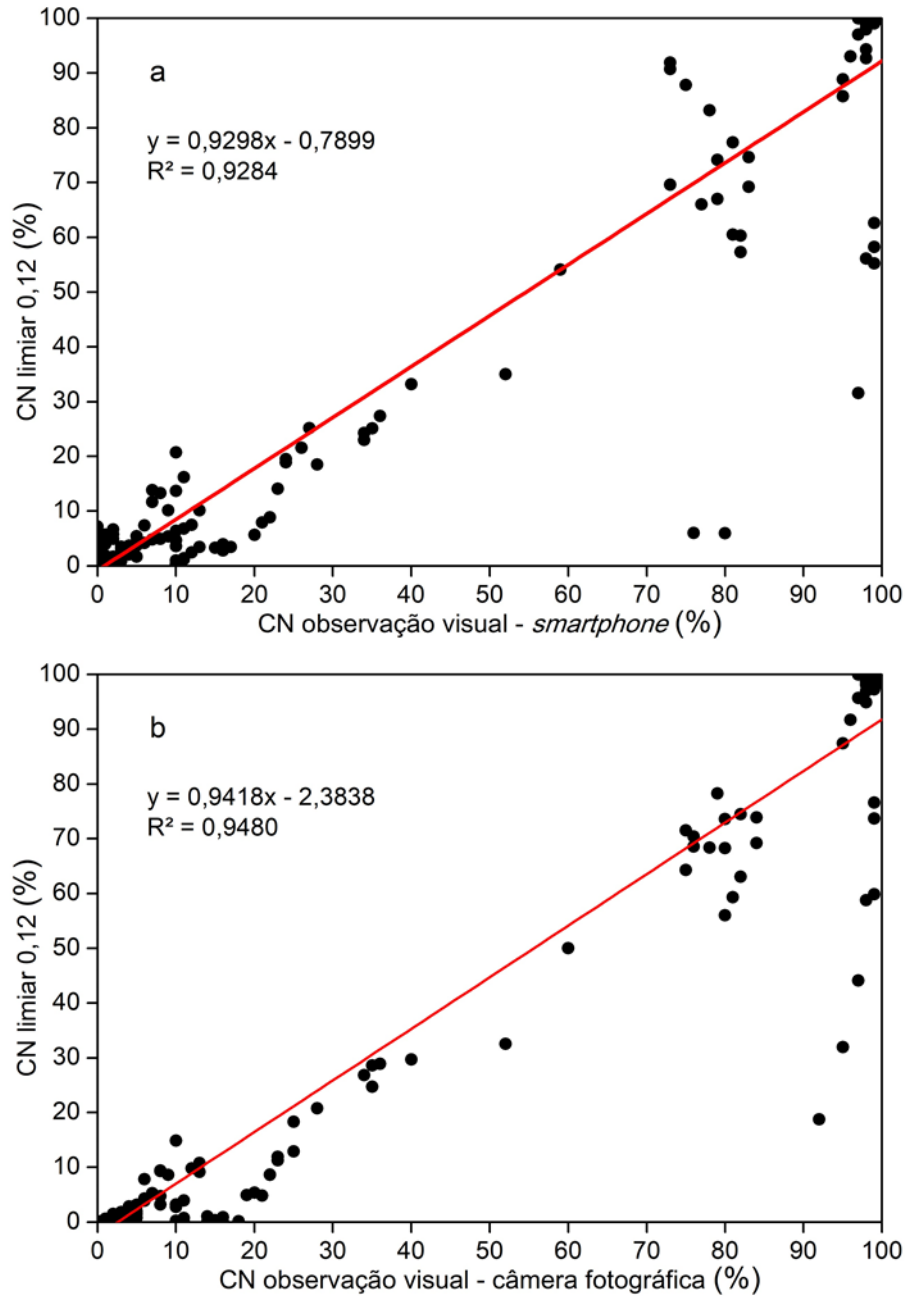 100
90
80
70
60
50
40
30
20
10
0
CN limiar 0,12 (%)
a
y = 0,9298x - 0,7899
R² = 0,9284
0 10 20 30 40 50 60 70 80 90 100
CN observação visual - smartphone (%)
100
90
80
70
60
50
40
30
20
10
0
CN limiar 0,12 (%)
b
y = 0,9418x - 2,3838
R² = 0,9480
0 10 20 30 40 50 60 70 80 90 100
CN observação visual - câmera fotográfica (%)